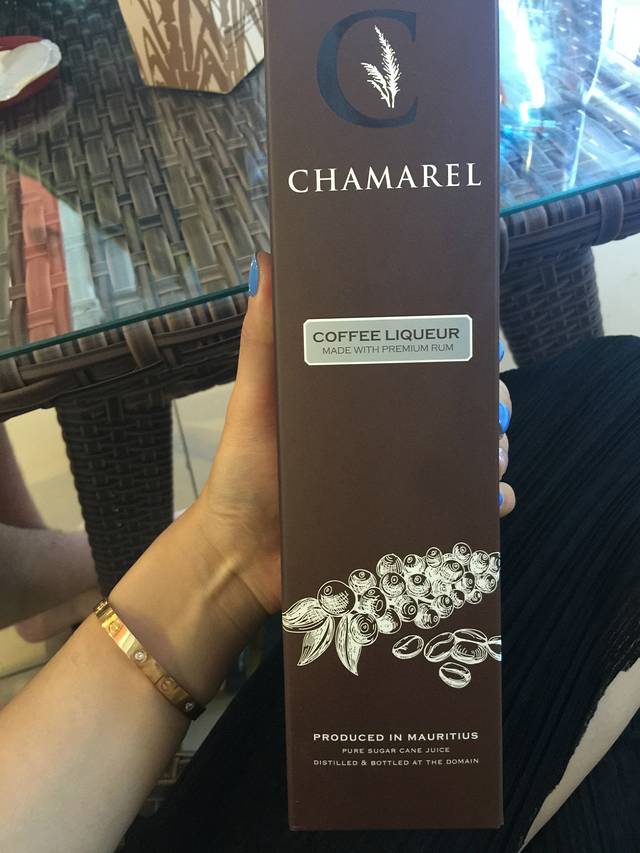 C
CHAMAREL
COFFEE LIQUEUR
MADE WITH PREMIUM RUM
PRODUCED IN MAURITIUS
PURE SUGAR CANE JUICE
DISTILLED & BOTTLED AT THE DOMAIN